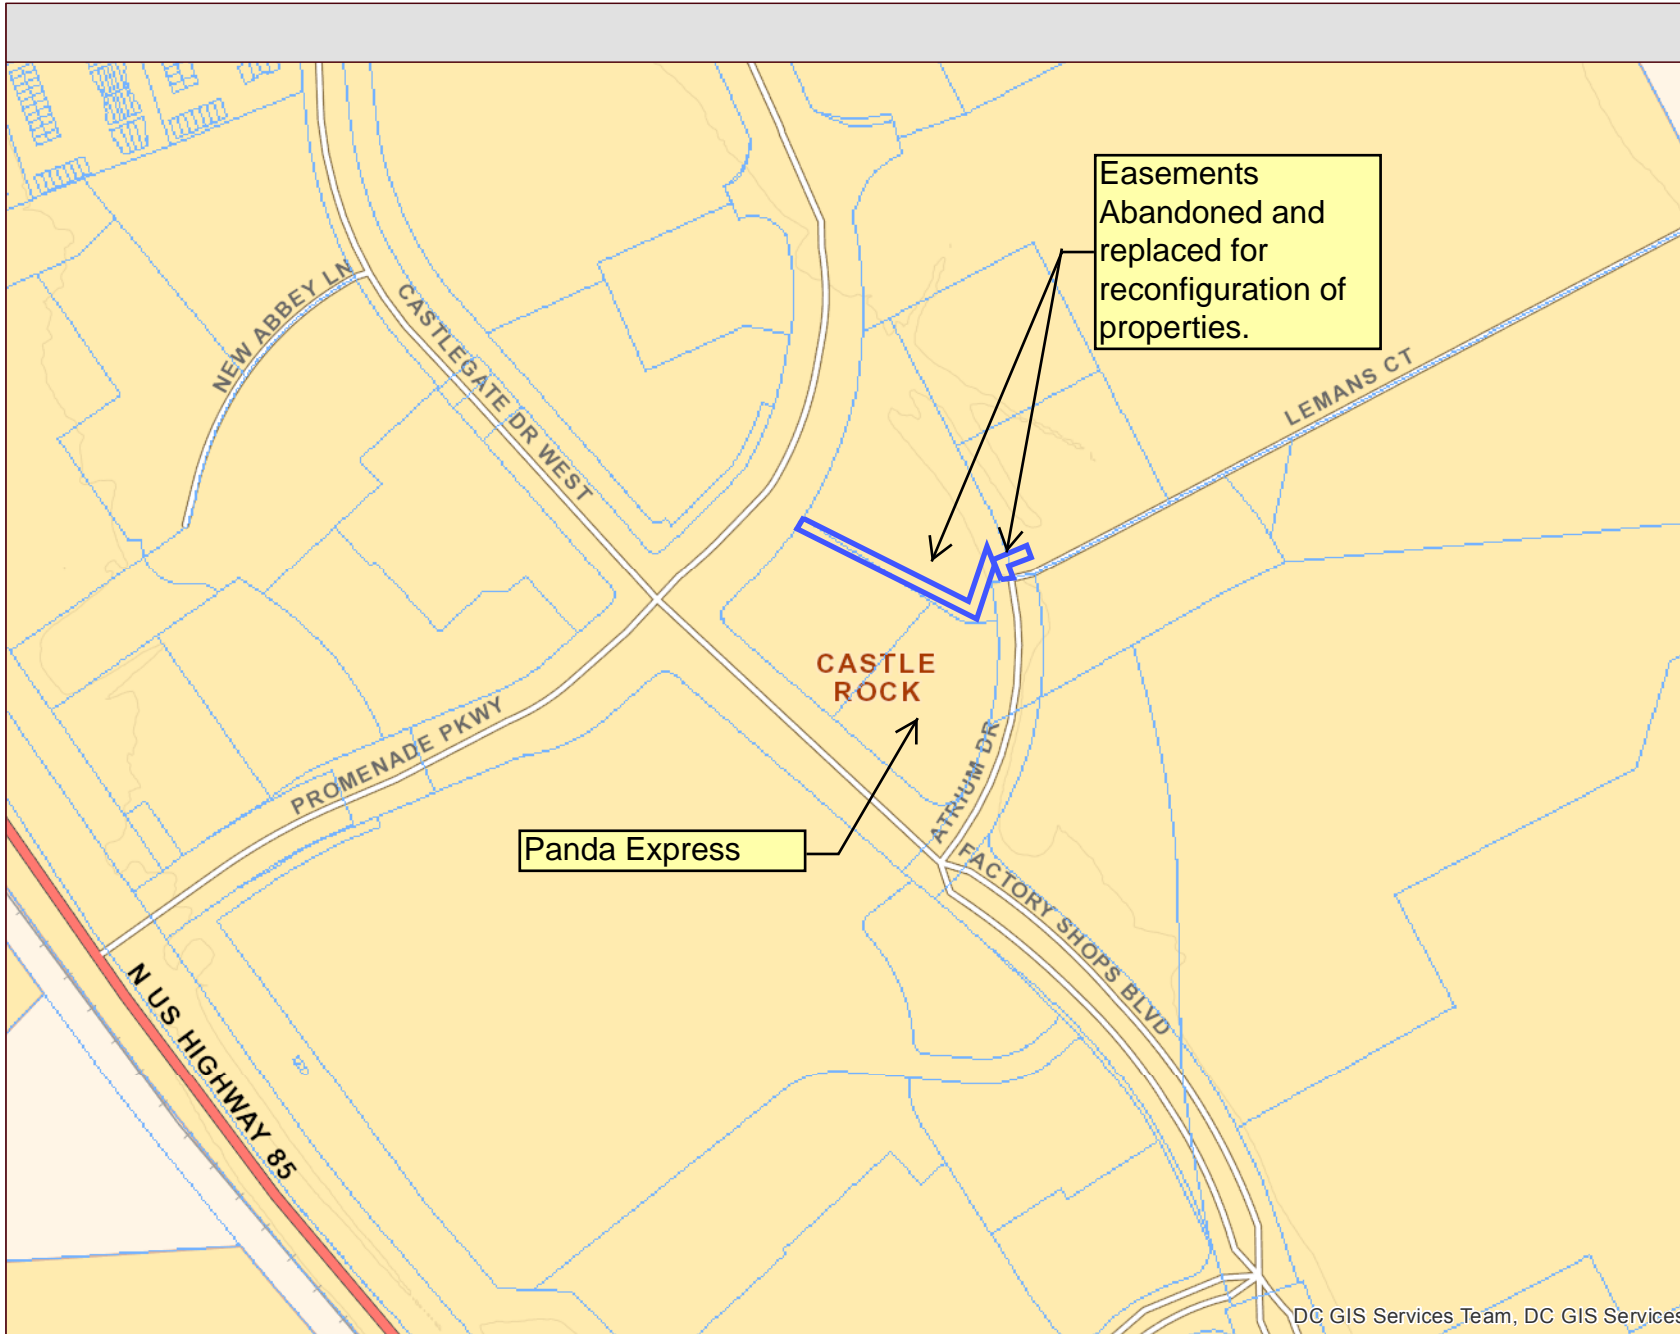 Easements
Abandoned and
replaced for
reconfiguration of
properties.
NEW ABBEY LN
CASTLEGATE DR WEST
LEMANS CT
CASTLE
ROCK
PROMENADE PKWY
ATRIUM DR
Panda Express
FACTORY SHOPS BLVD
N US HIGHWAY 85
DC GIS Services Team, DC GIS Services